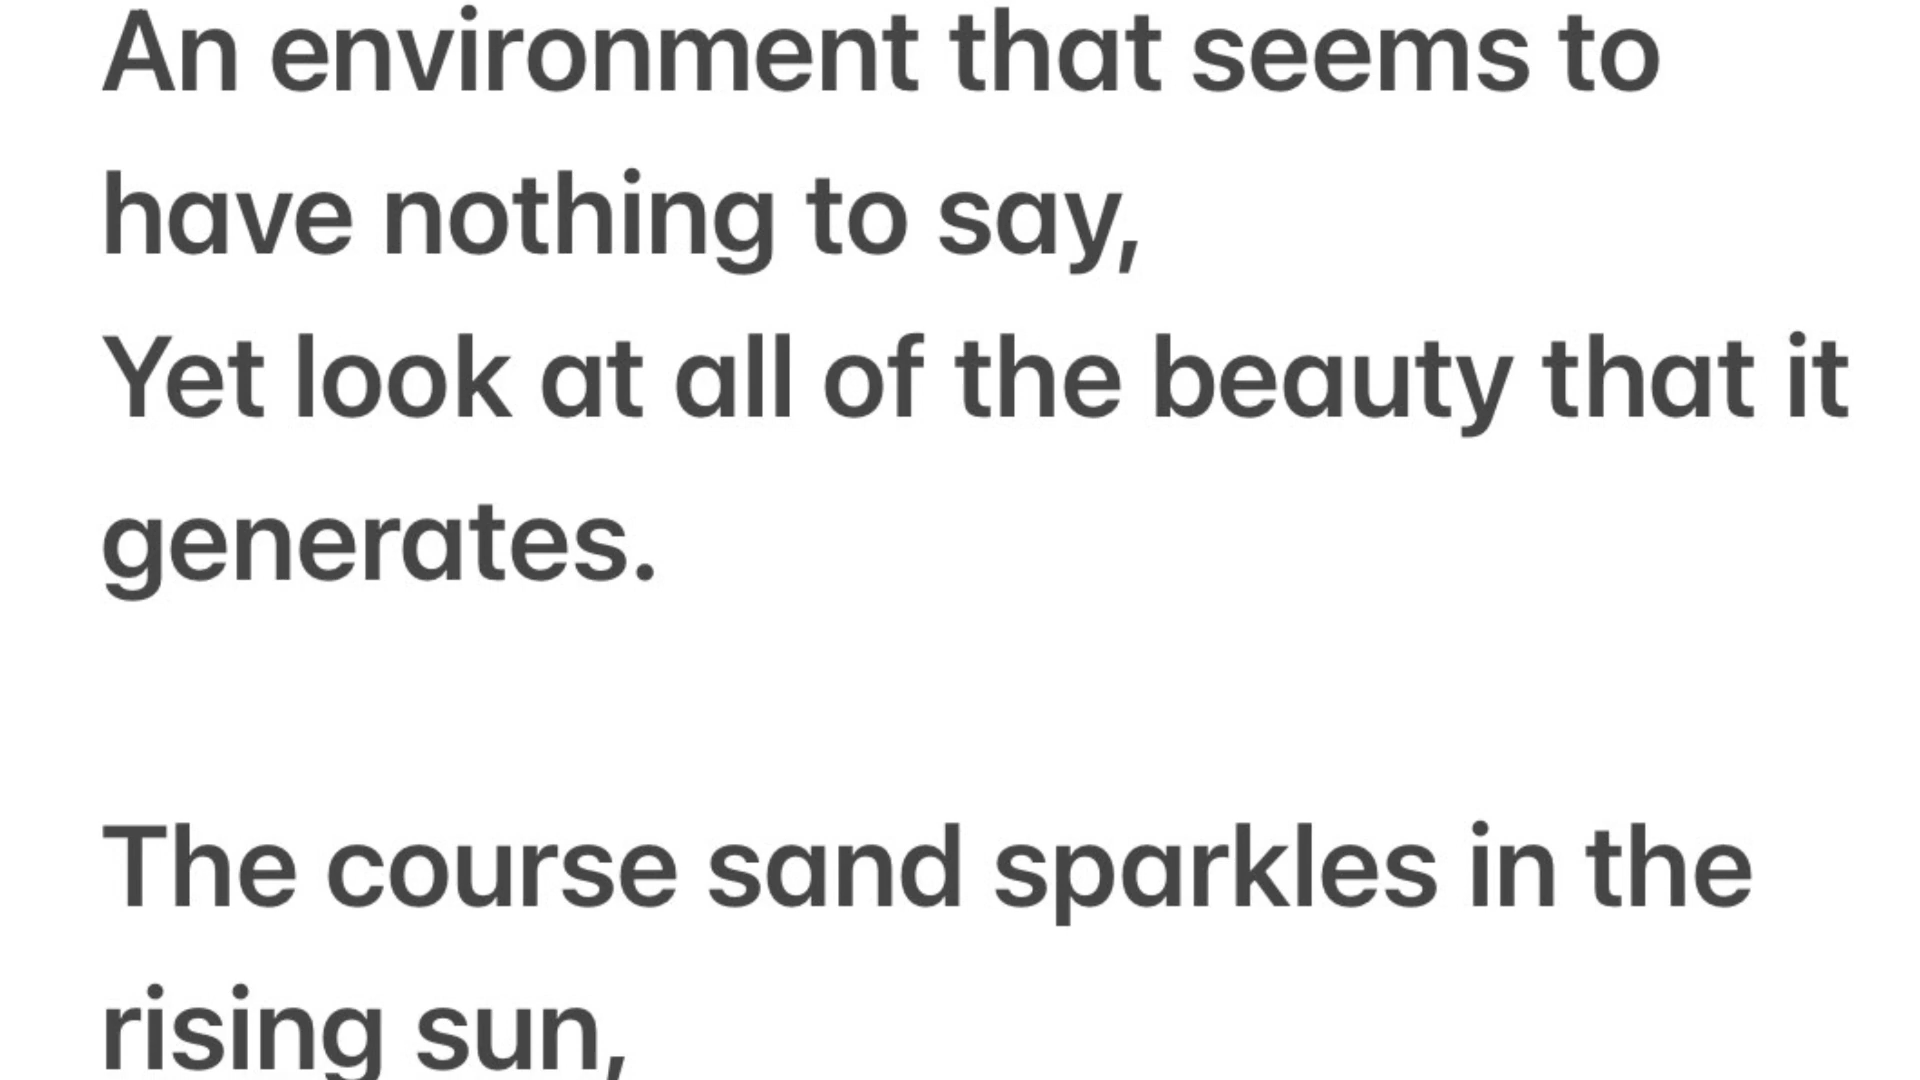 An environment that seems to
have nothing to say,
Yet look at all of the beauty that it
generates.
The course sand sparkles in the
rising sun,